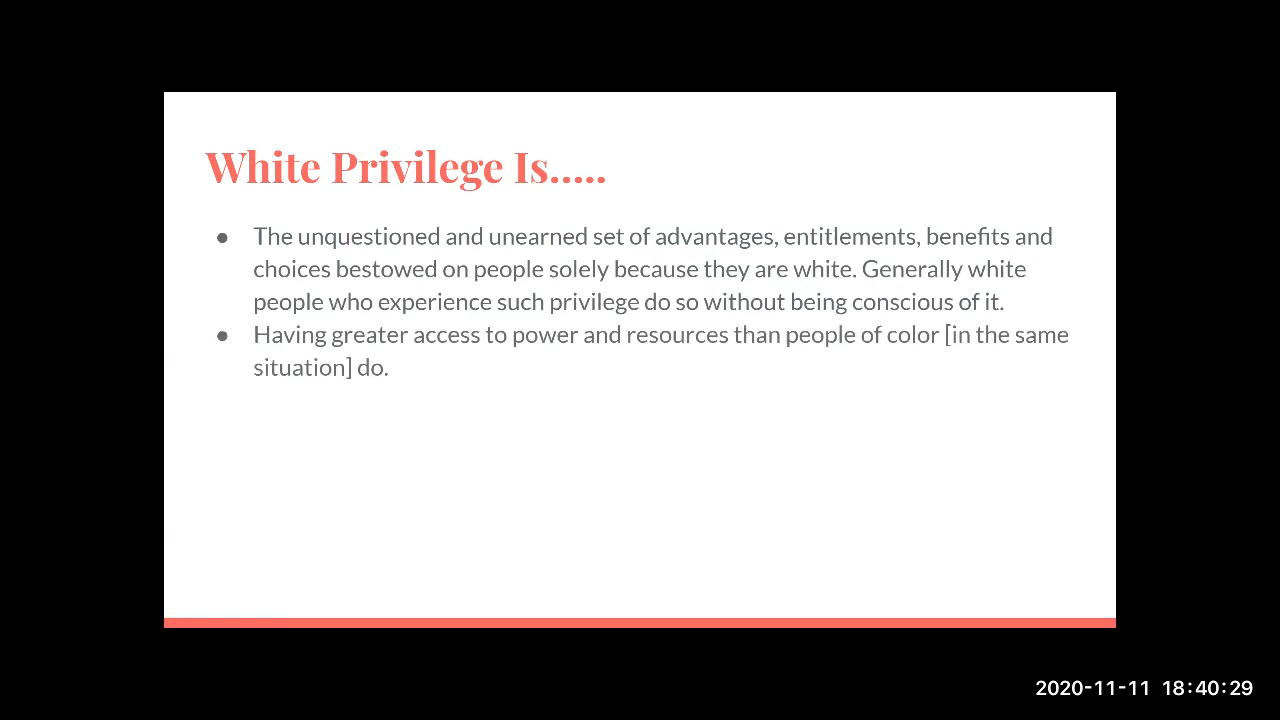 White Privilege Is.....
● The unquestioned and unearned set of advantages, entitlements, benefits and
choices bestowed on people solely because they are white. Generally white
people who experience such privilege do so without being conscious of it.
● Having greater access to power and resources than people of color [in the same
situation] do.
2020-11-11 18:40:29